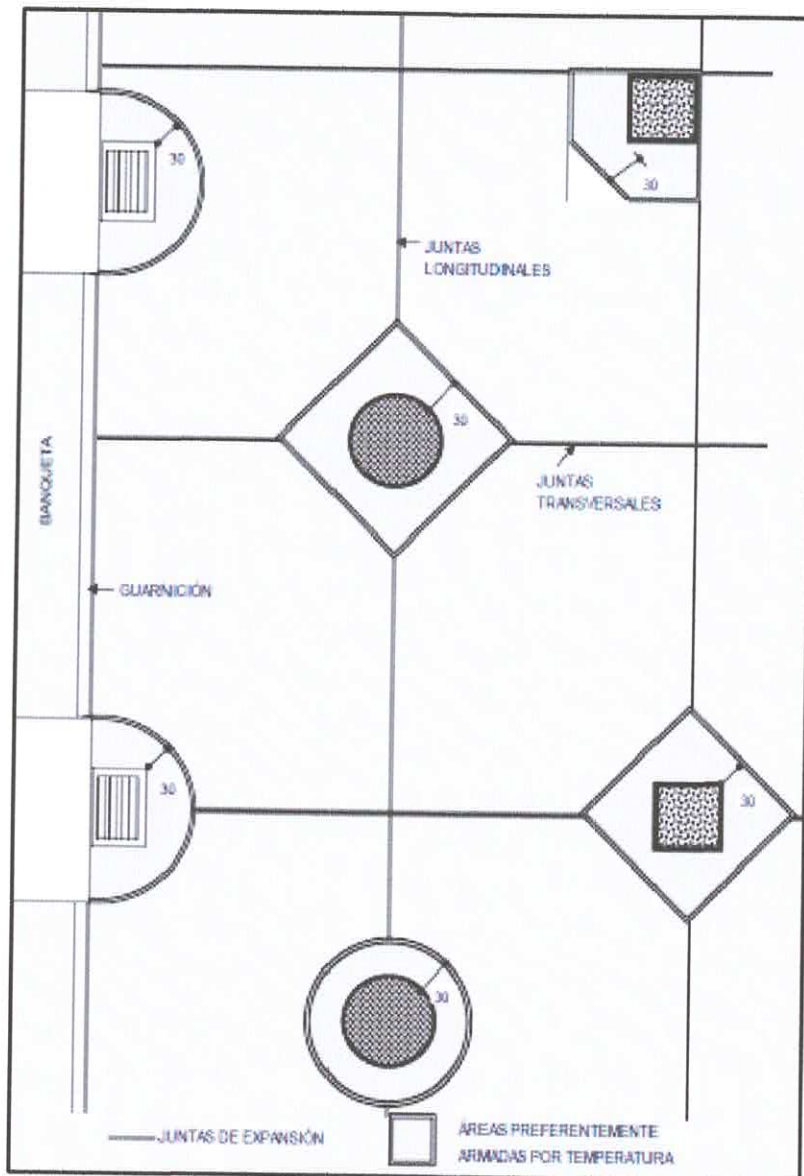 30
30
JUNTAS
LONGITUDINALES
30
JUNTAS
TRANSVERSALES
BANQUETA
GUARNICIÓN
30
30
30
JUNTAS DE EXPANSIÓN
ÁREAS PREFERENTEMENTE
ARMADAS POR TEMPERATURA